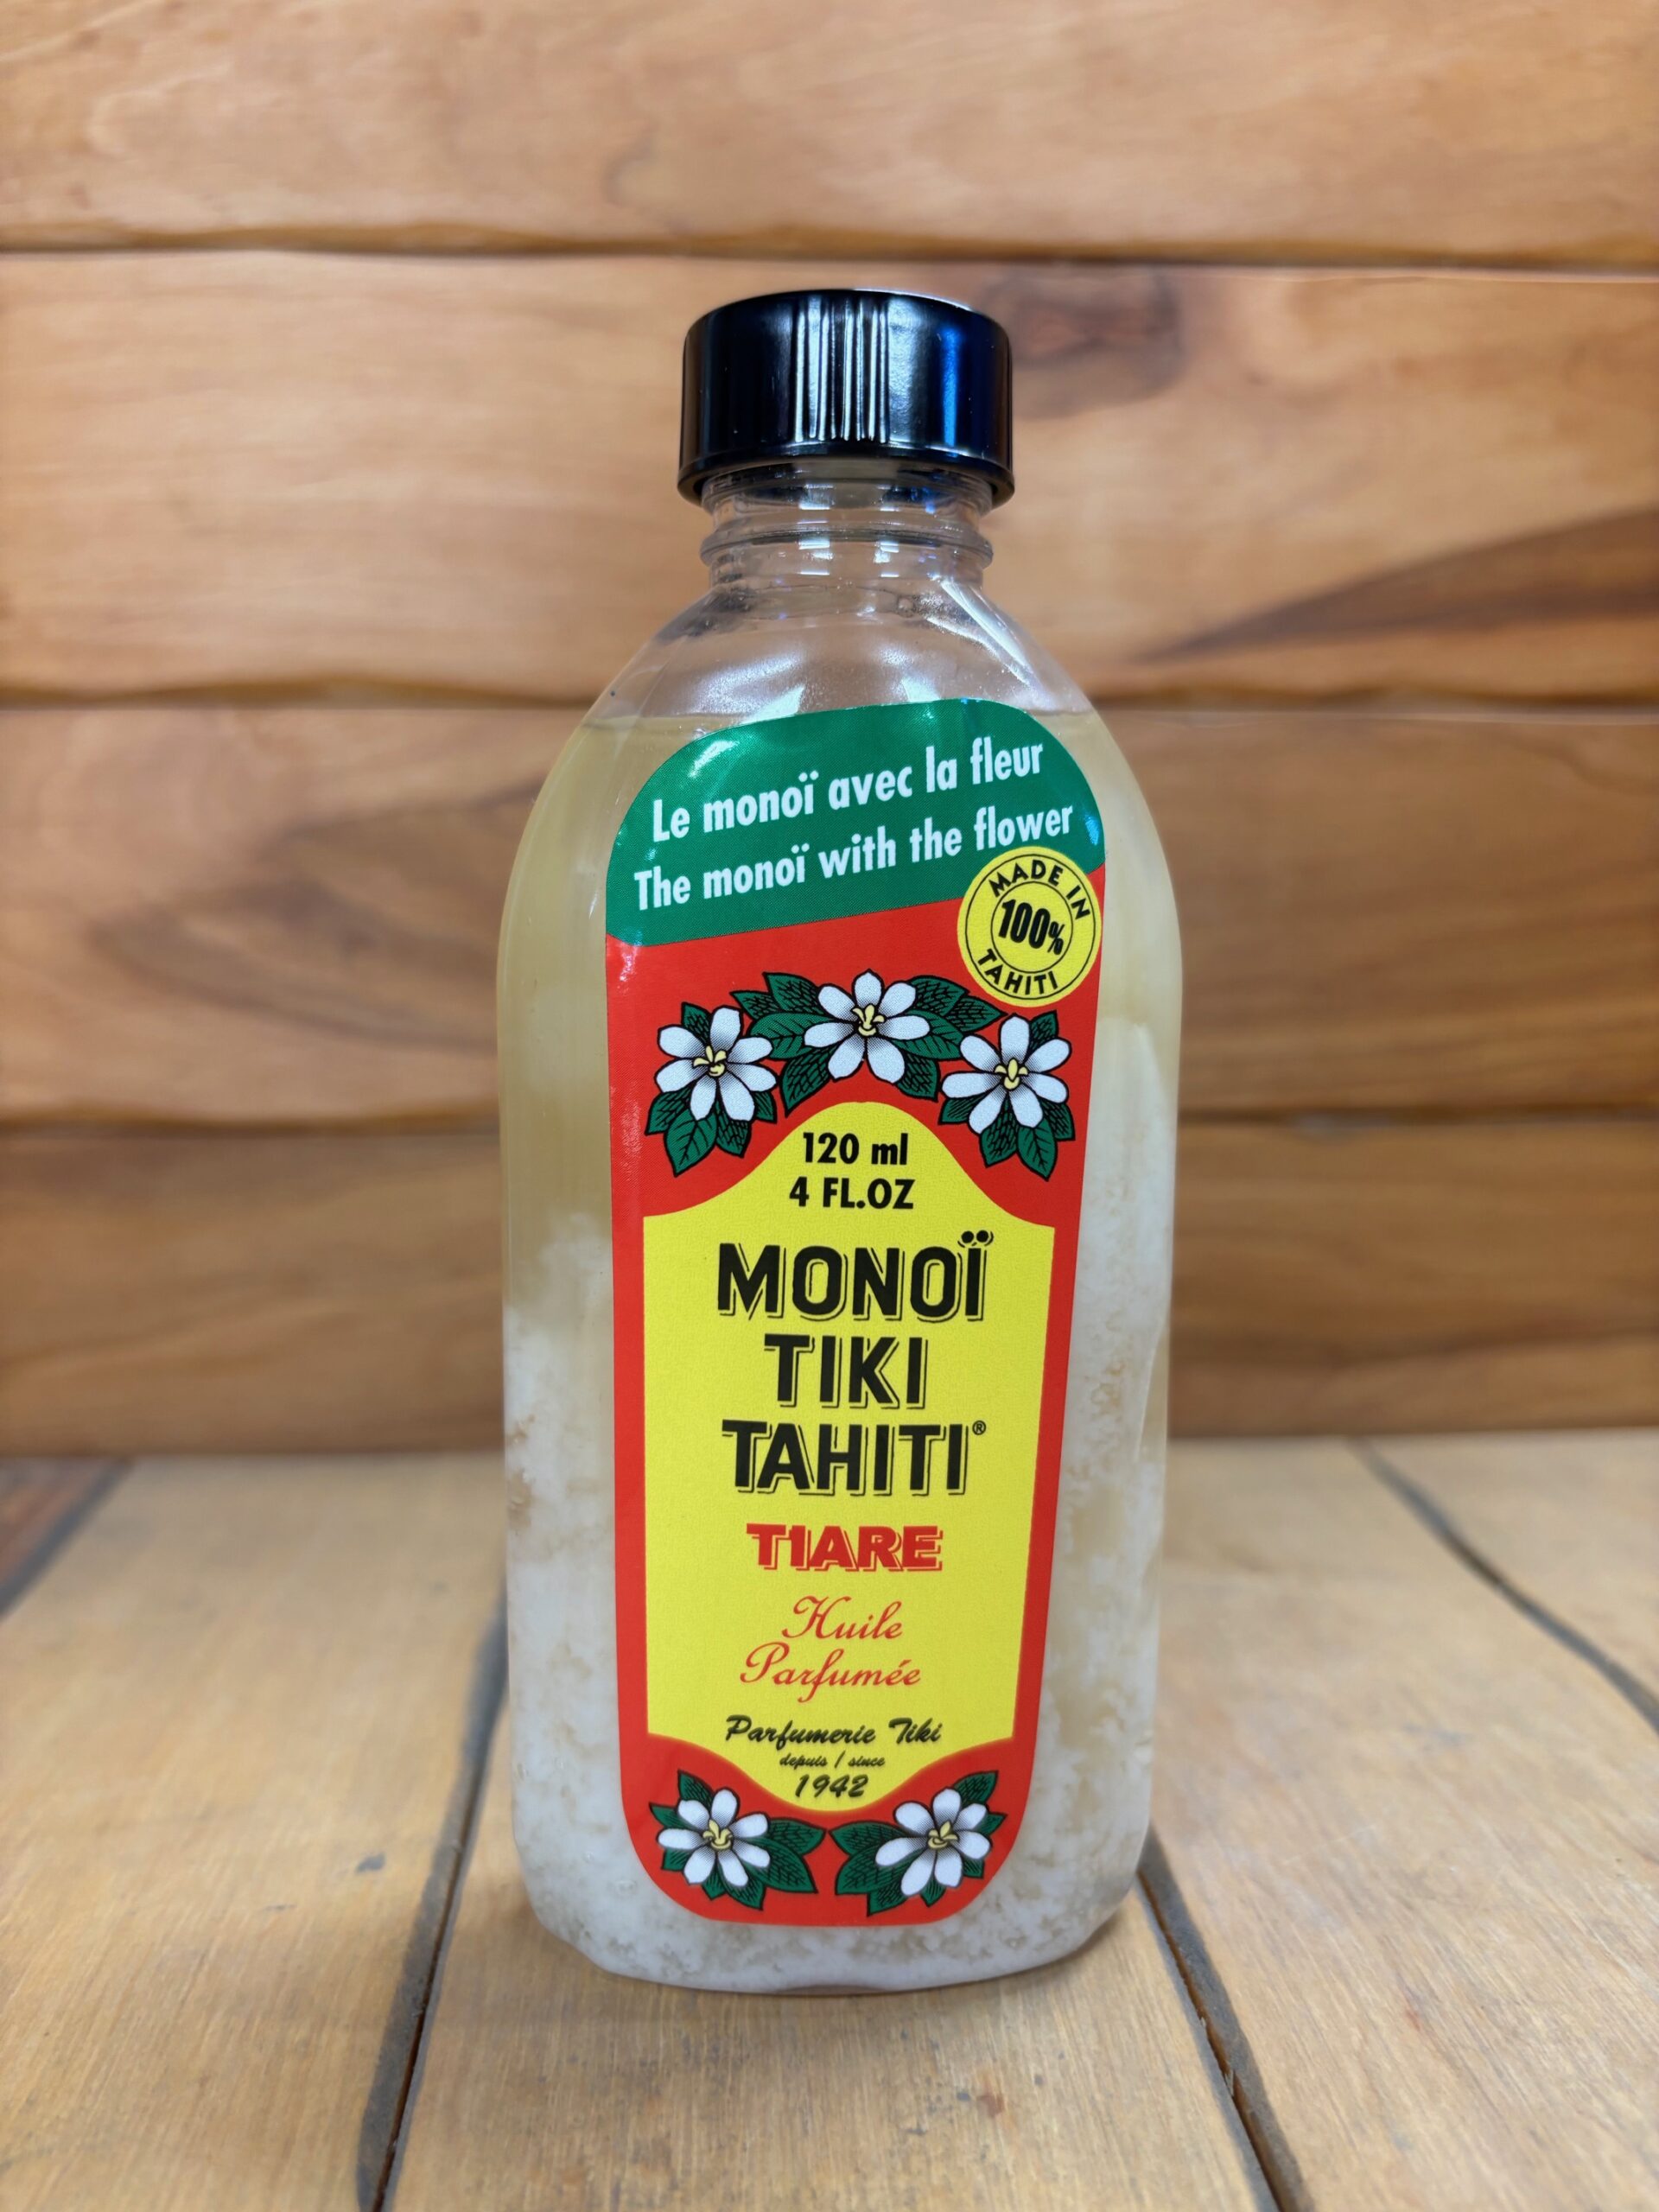 Le monoï avec la fleur
The monoï with the flower
MADE IN
100%
TAHITI
120 ml
4 FL.OZ
MONOÏ
TIKI
TAHITI®
TIARE
Huile
Parfumée
Parfumerie Tiki
depuis / since
1942